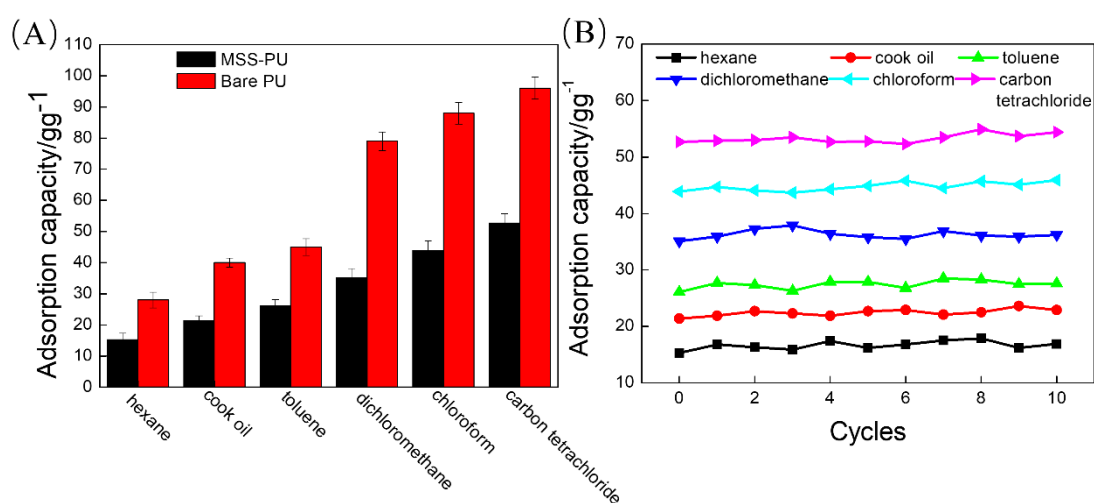 (A)
Adsorption capacity/gg⁻¹
110
100
90
80
70
60
50
40
30
20
10
0
MSS-PU
Bare PU
hexane
cook oil
toluene
dichloromethane
chloroform
carbon tetrachloride
(B)
Adsorption capacity/gg⁻¹
70
60
50
40
30
20
10
hexane
cook oil
toluene
dichloromethane
chloroform
carbon
tetrachloride
0 2 4 6 8 10
Cycles